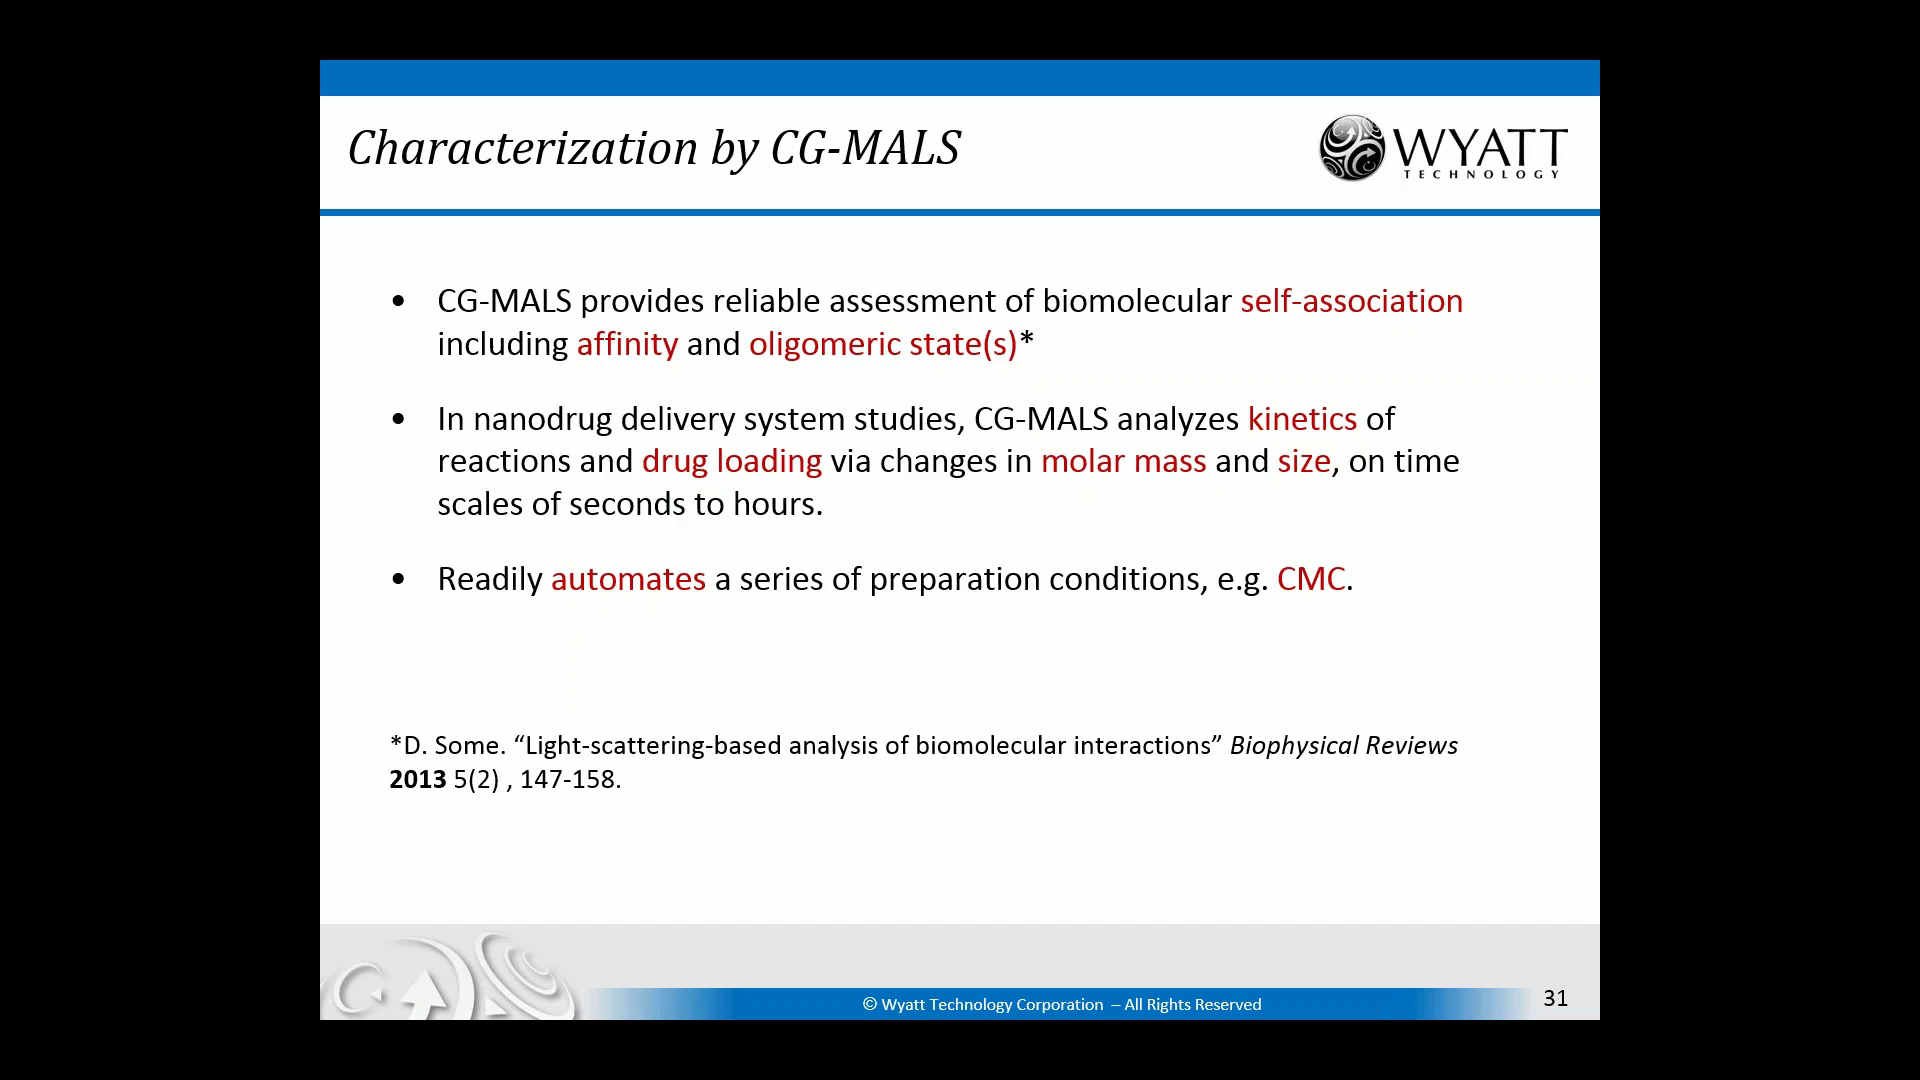 Characterization by CG-MALS
WYATT
TECHNOLOGY
• CG-MALS provides reliable assessment of biomolecular self-association
including affinity and oligomeric state(s)*
• In nanodrug delivery system studies, CG-MALS analyzes kinetics of
reactions and drug loading via changes in molar mass and size, on time
scales of seconds to hours.
• Readily automates a series of preparation conditions, e.g. CMC.
*D. Some. “Light-scattering-based analysis of biomolecular interactions” Biophysical Reviews
2013 5(2) , 147-158.
© Wyatt Technology Corporation – All Rights Reserved
31